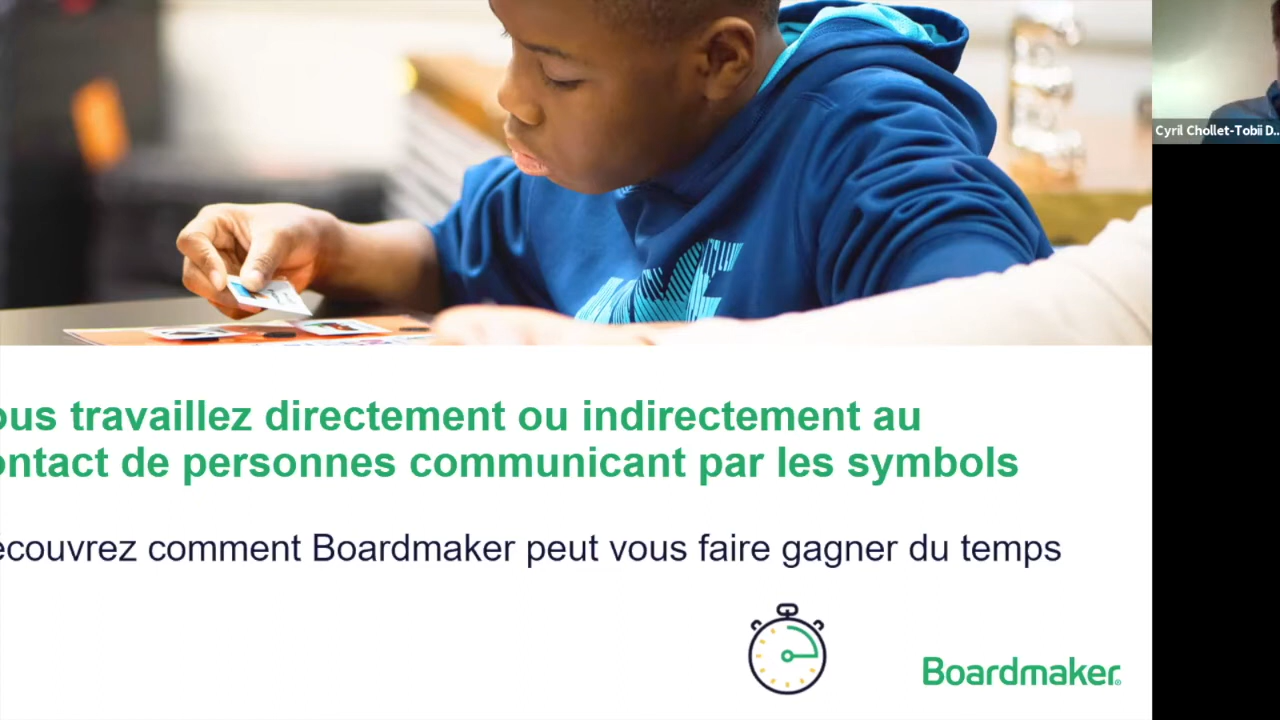 ous travaillez directement ou indirectement au
ontact de personnes communicant par les symbols
écouvrez comment Boardmaker peut vous faire gagner du temps
Boardmaker
Cyril Chollet-Tobii D...